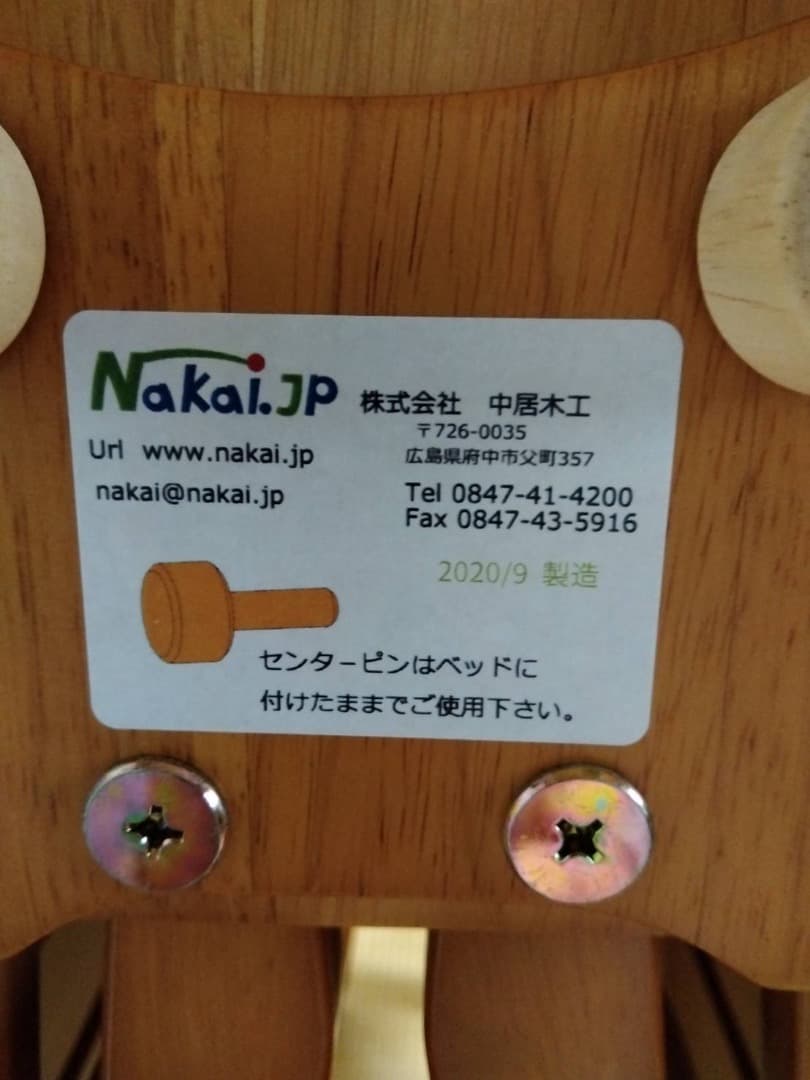 Nakai.JP 株式会社 中居木工
〒726-0035
Url www.nakai.jp 広島県府中市父町357
nakai@nakai.jp Tel 0847-41-4200
Fax 0847-43-5916
2020/9 製造
センターピンはベッドに
付けたままでご使用下さい。